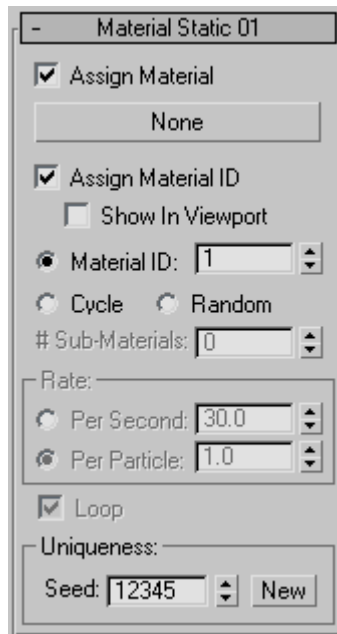 - Material Static 01
Assign Material
None
Assign Material ID
Show In Viewport
Material ID: 1
Cycle Random
# Sub-Materials: 0
Rate:
Per Second: 30.0
Per Particle: 1.0
Loop
Uniqueness:
Seed: 12345 New